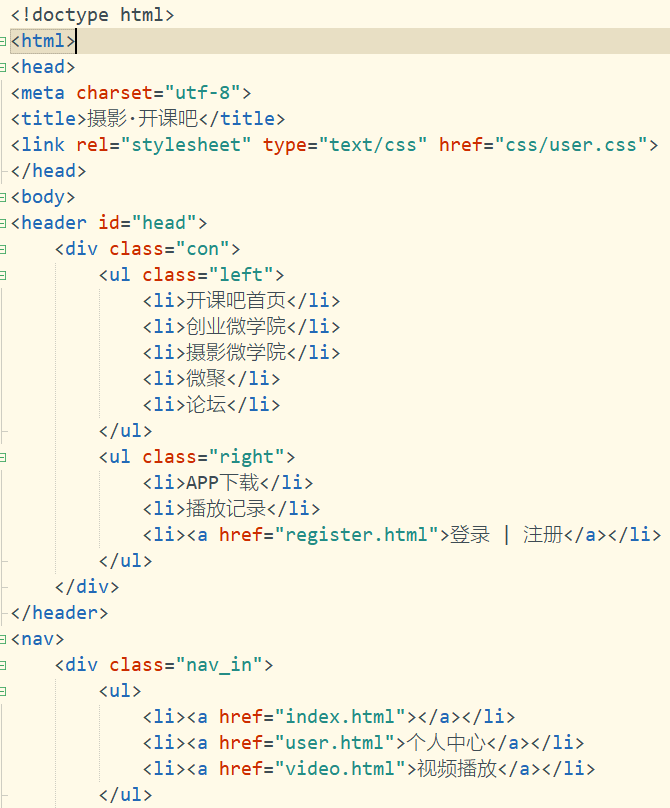 <!doctype html>
<html>
<head>
<meta charset="utf-8">
<title>摄影·开课吧</title>
<link rel="stylesheet" type="text/css" href="css/user.css">
</head>
<body>
<header id="head">
    <div class="con">
        <ul class="left">
            <li>开课吧首页</li>
            <li>创业微学院</li>
            <li>摄影微学院</li>
            <li>微聚</li>
            <li>论坛</li>
        </ul>
        <ul class="right">
            <li>APP下载</li>
            <li>播放记录</li>
            <li><a href="register.html">登录 | 注册</a></li>
        </ul>
    </div>
</header>
<nav>
    <div class="nav_in">
        <ul>
            <li><a href="index.html"></a></li>
            <li><a href="user.html">个人中心</a></li>
            <li><a href="video.html">视频播放</a></li>
        </ul>